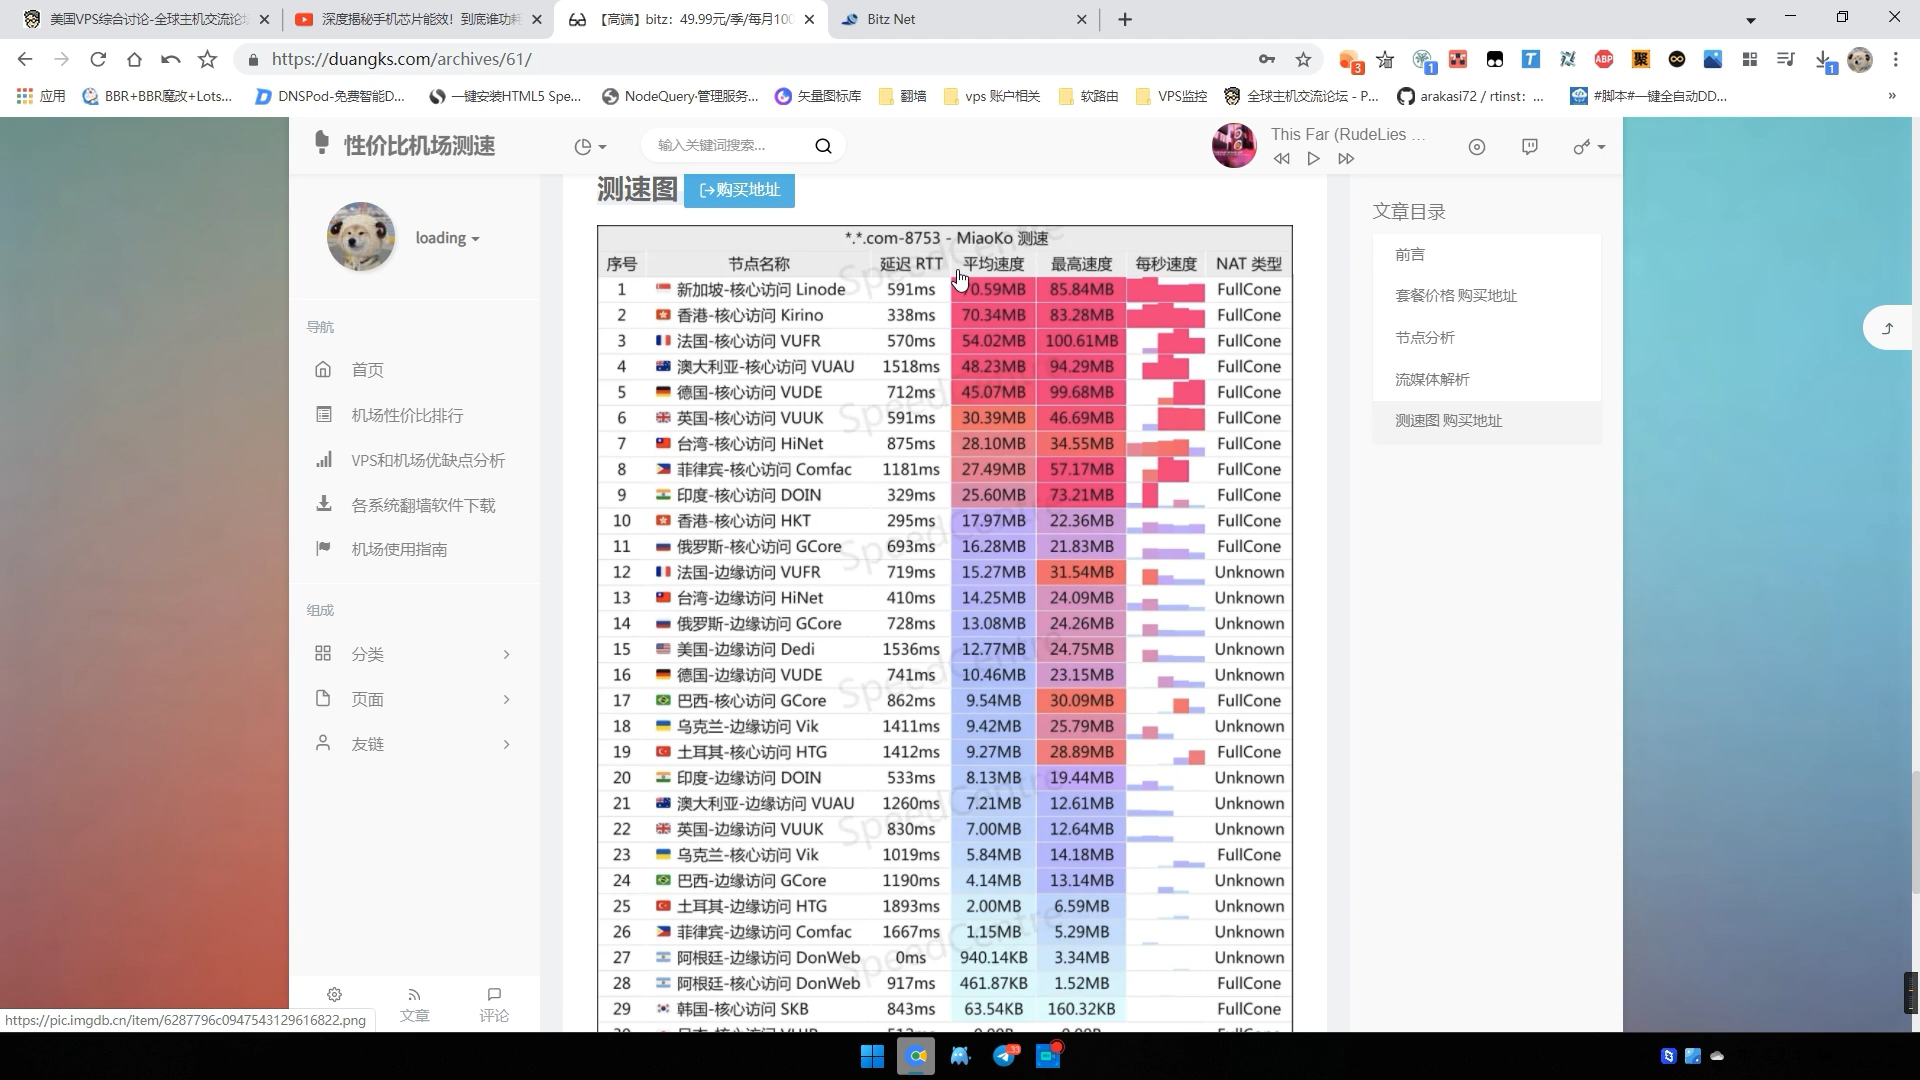 美国VPS综合讨论-全球主机交流论坛
深度揭秘手机芯片能效！到底谁功耗
【高端】bitz：49.99元/季/每月100
Bitz Net
https://duangks.com/archives/61/
应用
BBR+BBR魔改+Lots...
DNSPod-免费智能D...
一键安装HTML5 Spe...
NodeQuery·管理服务...
矢量图标库
翻墙
vps 账户相关
软路由
VPS监控
全球主机交流论坛 - P...
arakasi72 / rtinst: ...
#脚本#一键全自动DD...
»
性价比机场测速
输入关键词搜索...
This Far (RudeLies ...
loading
导航
首页
机场性价比排行
VPS和机场优缺点分析
各系统翻墙软件下载
机场使用指南
组成
分类
页面
友链
文章
评论
测速图 购买地址
*.*.com-8753 - MiaoKo 测速
序号 节点名称 延迟 RTT 平均速度 最高速度 每秒速度 NAT 类型
1 新加坡-核心访问 Linode 591ms 70.59MB 85.84MB FullCone
2 香港-核心访问 Kirino 338ms 70.34MB 83.28MB FullCone
3 法国-核心访问 VUFR 570ms 54.02MB 100.61MB FullCone
4 澳大利亚-核心访问 VUAU 1518ms 48.23MB 94.29MB FullCone
5 德国-核心访问 VUDE 712ms 45.07MB 99.68MB FullCone
6 英国-核心访问 VUUK 591ms 30.39MB 46.69MB FullCone
7 台湾-核心访问 HiNet 875ms 28.10MB 34.55MB FullCone
8 菲律宾-核心访问 Comfac 1181ms 27.49MB 57.17MB FullCone
9 印度-核心访问 DOIN 329ms 25.60MB 73.21MB FullCone
10 香港-核心访问 HKT 295ms 17.97MB 22.36MB FullCone
11 俄罗斯-核心访问 GCore 693ms 16.28MB 21.83MB FullCone
12 法国-边缘访问 VUFR 719ms 15.27MB 31.54MB Unknown
13 台湾-边缘访问 HiNet 410ms 14.25MB 24.09MB Unknown
14 俄罗斯-边缘访问 GCore 728ms 13.08MB 24.26MB Unknown
15 美国-边缘访问 Dedi 1536ms 12.77MB 24.75MB Unknown
16 德国-边缘访问 VUDE 741ms 10.46MB 23.15MB Unknown
17 巴西-核心访问 GCore 862ms 9.54MB 30.09MB FullCone
18 乌克兰-边缘访问 Vik 1411ms 9.42MB 25.79MB Unknown
19 土耳其-核心访问 HTG 1412ms 9.27MB 28.89MB FullCone
20 印度-边缘访问 DOIN 533ms 8.13MB 19.44MB Unknown
21 澳大利亚-边缘访问 VUAU 1260ms 7.21MB 12.61MB Unknown
22 英国-边缘访问 VUUK 830ms 7.00MB 12.64MB Unknown
23 乌克兰-核心访问 Vik 1019ms 5.84MB 14.18MB FullCone
24 巴西-边缘访问 GCore 1190ms 4.14MB 13.14MB Unknown
25 土耳其-边缘访问 HTG 1893ms 2.00MB 6.59MB Unknown
26 菲律宾-边缘访问 Comfac 1667ms 1.15MB 5.29MB Unknown
27 阿根廷-边缘访问 DonWeb 0ms 940.14KB 3.34MB Unknown
28 阿根廷-核心访问 DonWeb 917ms 461.87KB 1.52MB FullCone
29 韩国-核心访问 SKB 843ms 63.54KB 160.32KB FullCone
SpeedCentre
文章目录
前言
套餐价格 购买地址
节点分析
流媒体解析
测速图 购买地址
https://pic.imgdb.cn/item/6287796c0947543129616822.png